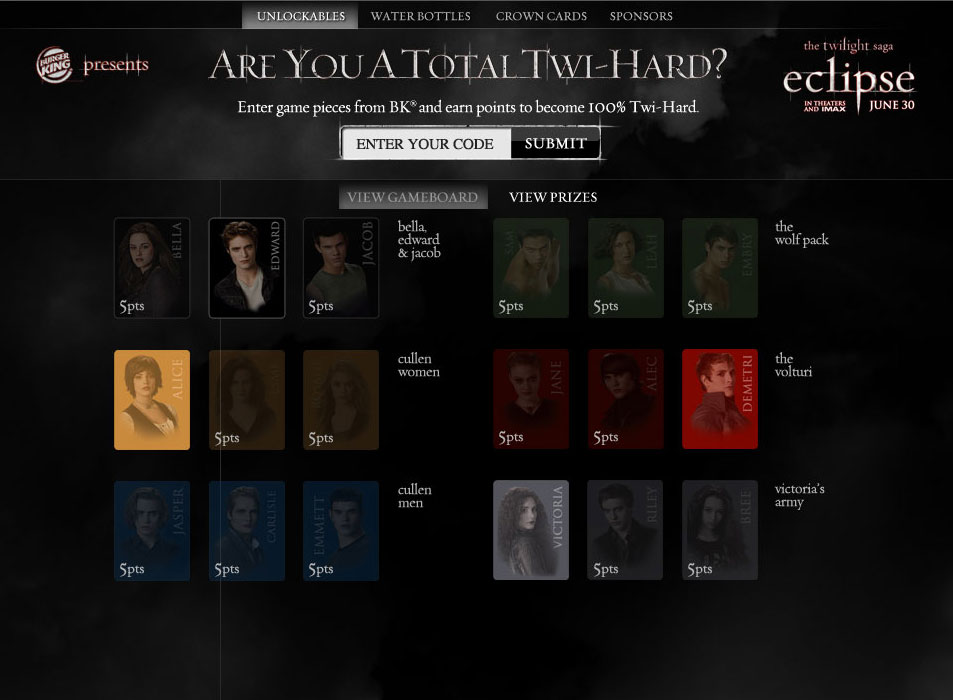 UNLOCKABLES
WATER BOTTLES
CROWN CARDS
SPONSORS
BURGER
KING
presents
ARE YOU A TOTAL TWI-HARD?
the twilight saga
eclipse
IN THEATERS
AND IMAX
JUNE 30
Enter game pieces from BK® and earn points to become 100% Twi-Hard.
ENTER YOUR CODE
SUBMIT
VIEW GAMEBOARD
VIEW PRIZES
BELLA
5pts
EDWARD
JACOB
5pts
bella,
edward
& jacob
SAM
5pts
LEAH
5pts
EMBRY
5pts
the
wolf pack
ALICE
5pts
5pts
cullen
women
JANE
5pts
ALEC
5pts
DEMETRI
the
volturi
JASPER
5pts
CARLISLE
5pts
EMMETT
5pts
cullen
men
VICTORIA
RILEY
5pts
BREE
5pts
victoria's
army